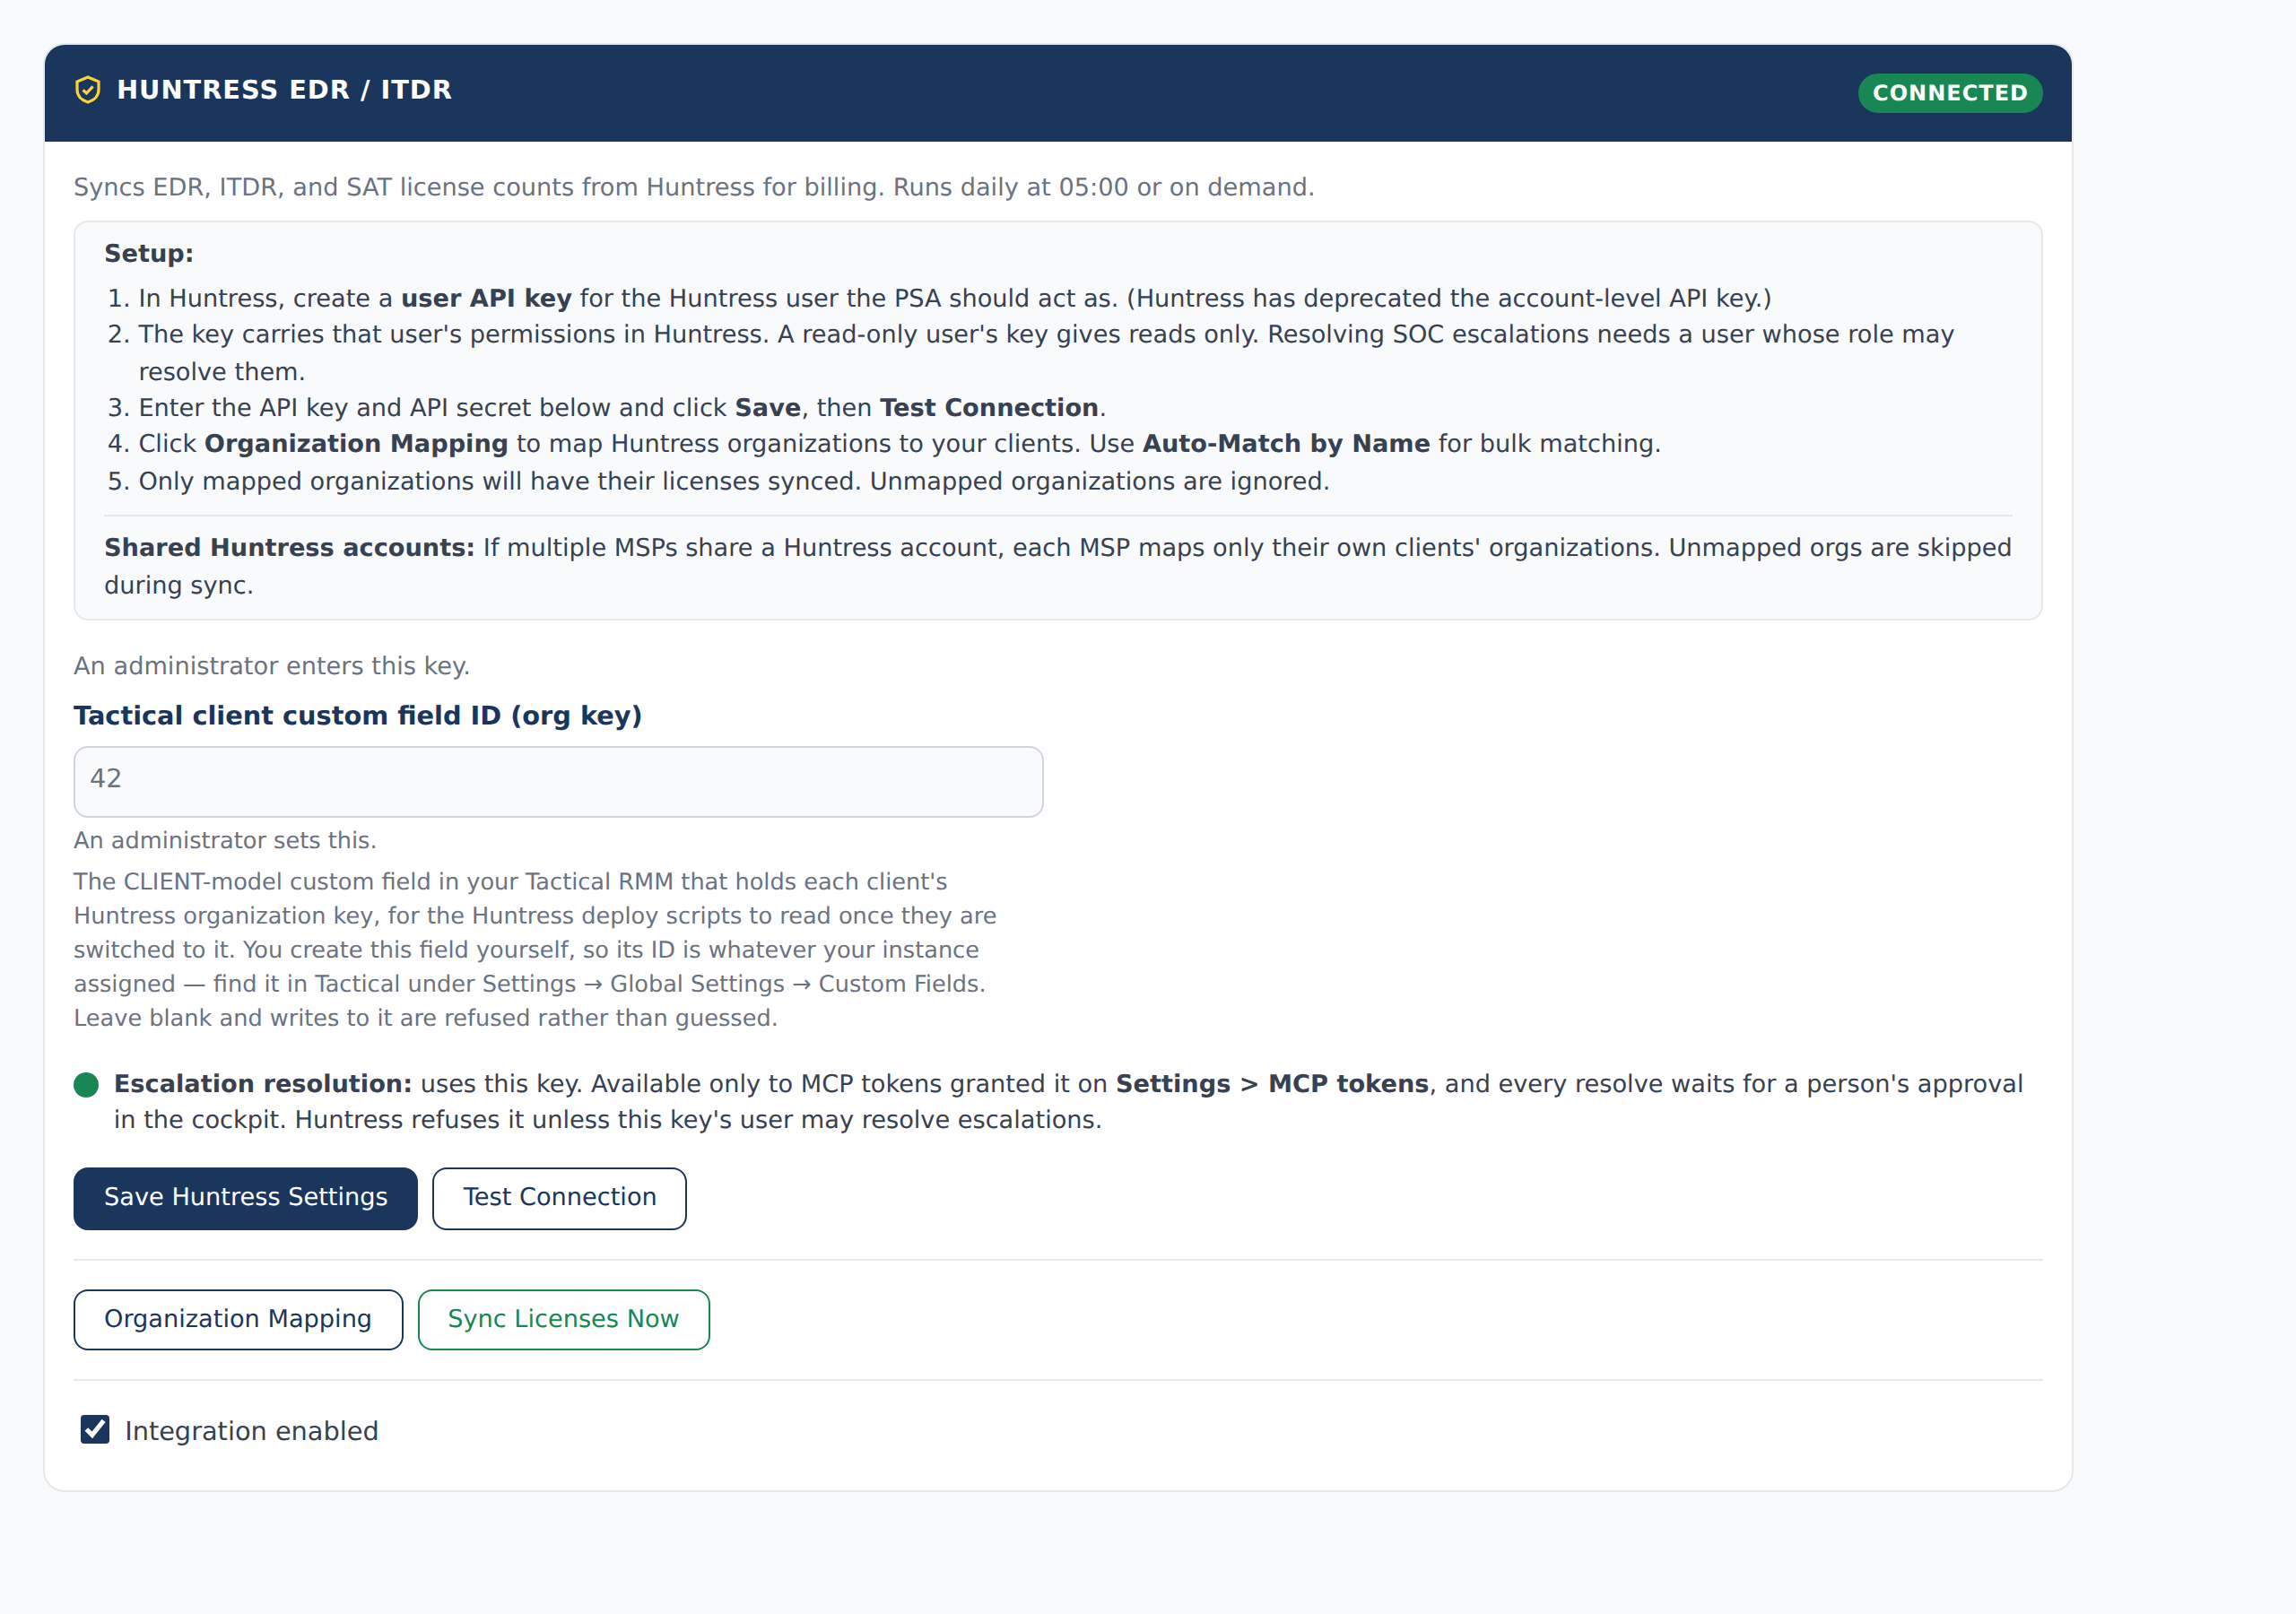 HUNTRESS EDR / ITDR
CONNECTED
Syncs EDR, ITDR, and SAT license counts from Huntress for billing. Runs daily at 05:00 or on demand.
Setup:
1. In Huntress, create a user API key for the Huntress user the PSA should act as. (Huntress has deprecated the account-level API key.)
2. The key carries that user's permissions in Huntress. A read-only user's key gives reads only. Resolving SOC escalations needs a user whose role may
resolve them.
3. Enter the API key and API secret below and click Save, then Test Connection.
4. Click Organization Mapping to map Huntress organizations to your clients. Use Auto-Match by Name for bulk matching.
5. Only mapped organizations will have their licenses synced. Unmapped organizations are ignored.
Shared Huntress accounts: If multiple MSPs share a Huntress account, each MSP maps only their own clients' organizations. Unmapped orgs are skipped
during sync.
An administrator enters this key.
Tactical client custom field ID (org key)
42
An administrator sets this.
The CLIENT-model custom field in your Tactical RMM that holds each client's
Huntress organization key, for the Huntress deploy scripts to read once they are
switched to it. You create this field yourself, so its ID is whatever your instance
assigned — find it in Tactical under Settings → Global Settings → Custom Fields.
Leave blank and writes to it are refused rather than guessed.
Escalation resolution: uses this key. Available only to MCP tokens granted it on Settings > MCP tokens, and every resolve waits for a person's approval
in the cockpit. Huntress refuses it unless this key's user may resolve escalations.
Save Huntress Settings
Test Connection
Organization Mapping
Sync Licenses Now
Integration enabled